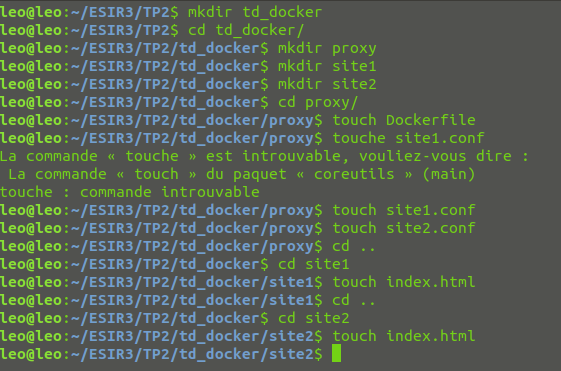 leo@leo:~/ESIR3/TP2$ mkdir td_docker
leo@leo:~/ESIR3/TP2$ cd td_docker/
leo@leo:~/ESIR3/TP2/td_docker$ mkdir proxy
leo@leo:~/ESIR3/TP2/td_docker$ mkdir site1
leo@leo:~/ESIR3/TP2/td_docker$ mkdir site2
leo@leo:~/ESIR3/TP2/td_docker$ cd proxy/
leo@leo:~/ESIR3/TP2/td_docker/proxy$ touch Dockerfile
leo@leo:~/ESIR3/TP2/td_docker/proxy$ touche site1.conf
La commande « touche » est introuvable, vouliez-vous dire :
 La commande « touch » du paquet « coreutils » (main)
touche : commande introuvable
leo@leo:~/ESIR3/TP2/td_docker/proxy$ touch site1.conf
leo@leo:~/ESIR3/TP2/td_docker/proxy$ touch site2.conf
leo@leo:~/ESIR3/TP2/td_docker/proxy$ cd ..
leo@leo:~/ESIR3/TP2/td_docker$ cd site1
leo@leo:~/ESIR3/TP2/td_docker/site1$ touch index.html
leo@leo:~/ESIR3/TP2/td_docker/site1$ cd ..
leo@leo:~/ESIR3/TP2/td_docker$ cd site2
leo@leo:~/ESIR3/TP2/td_docker/site2$ touch index.html
leo@leo:~/ESIR3/TP2/td_docker/site2$